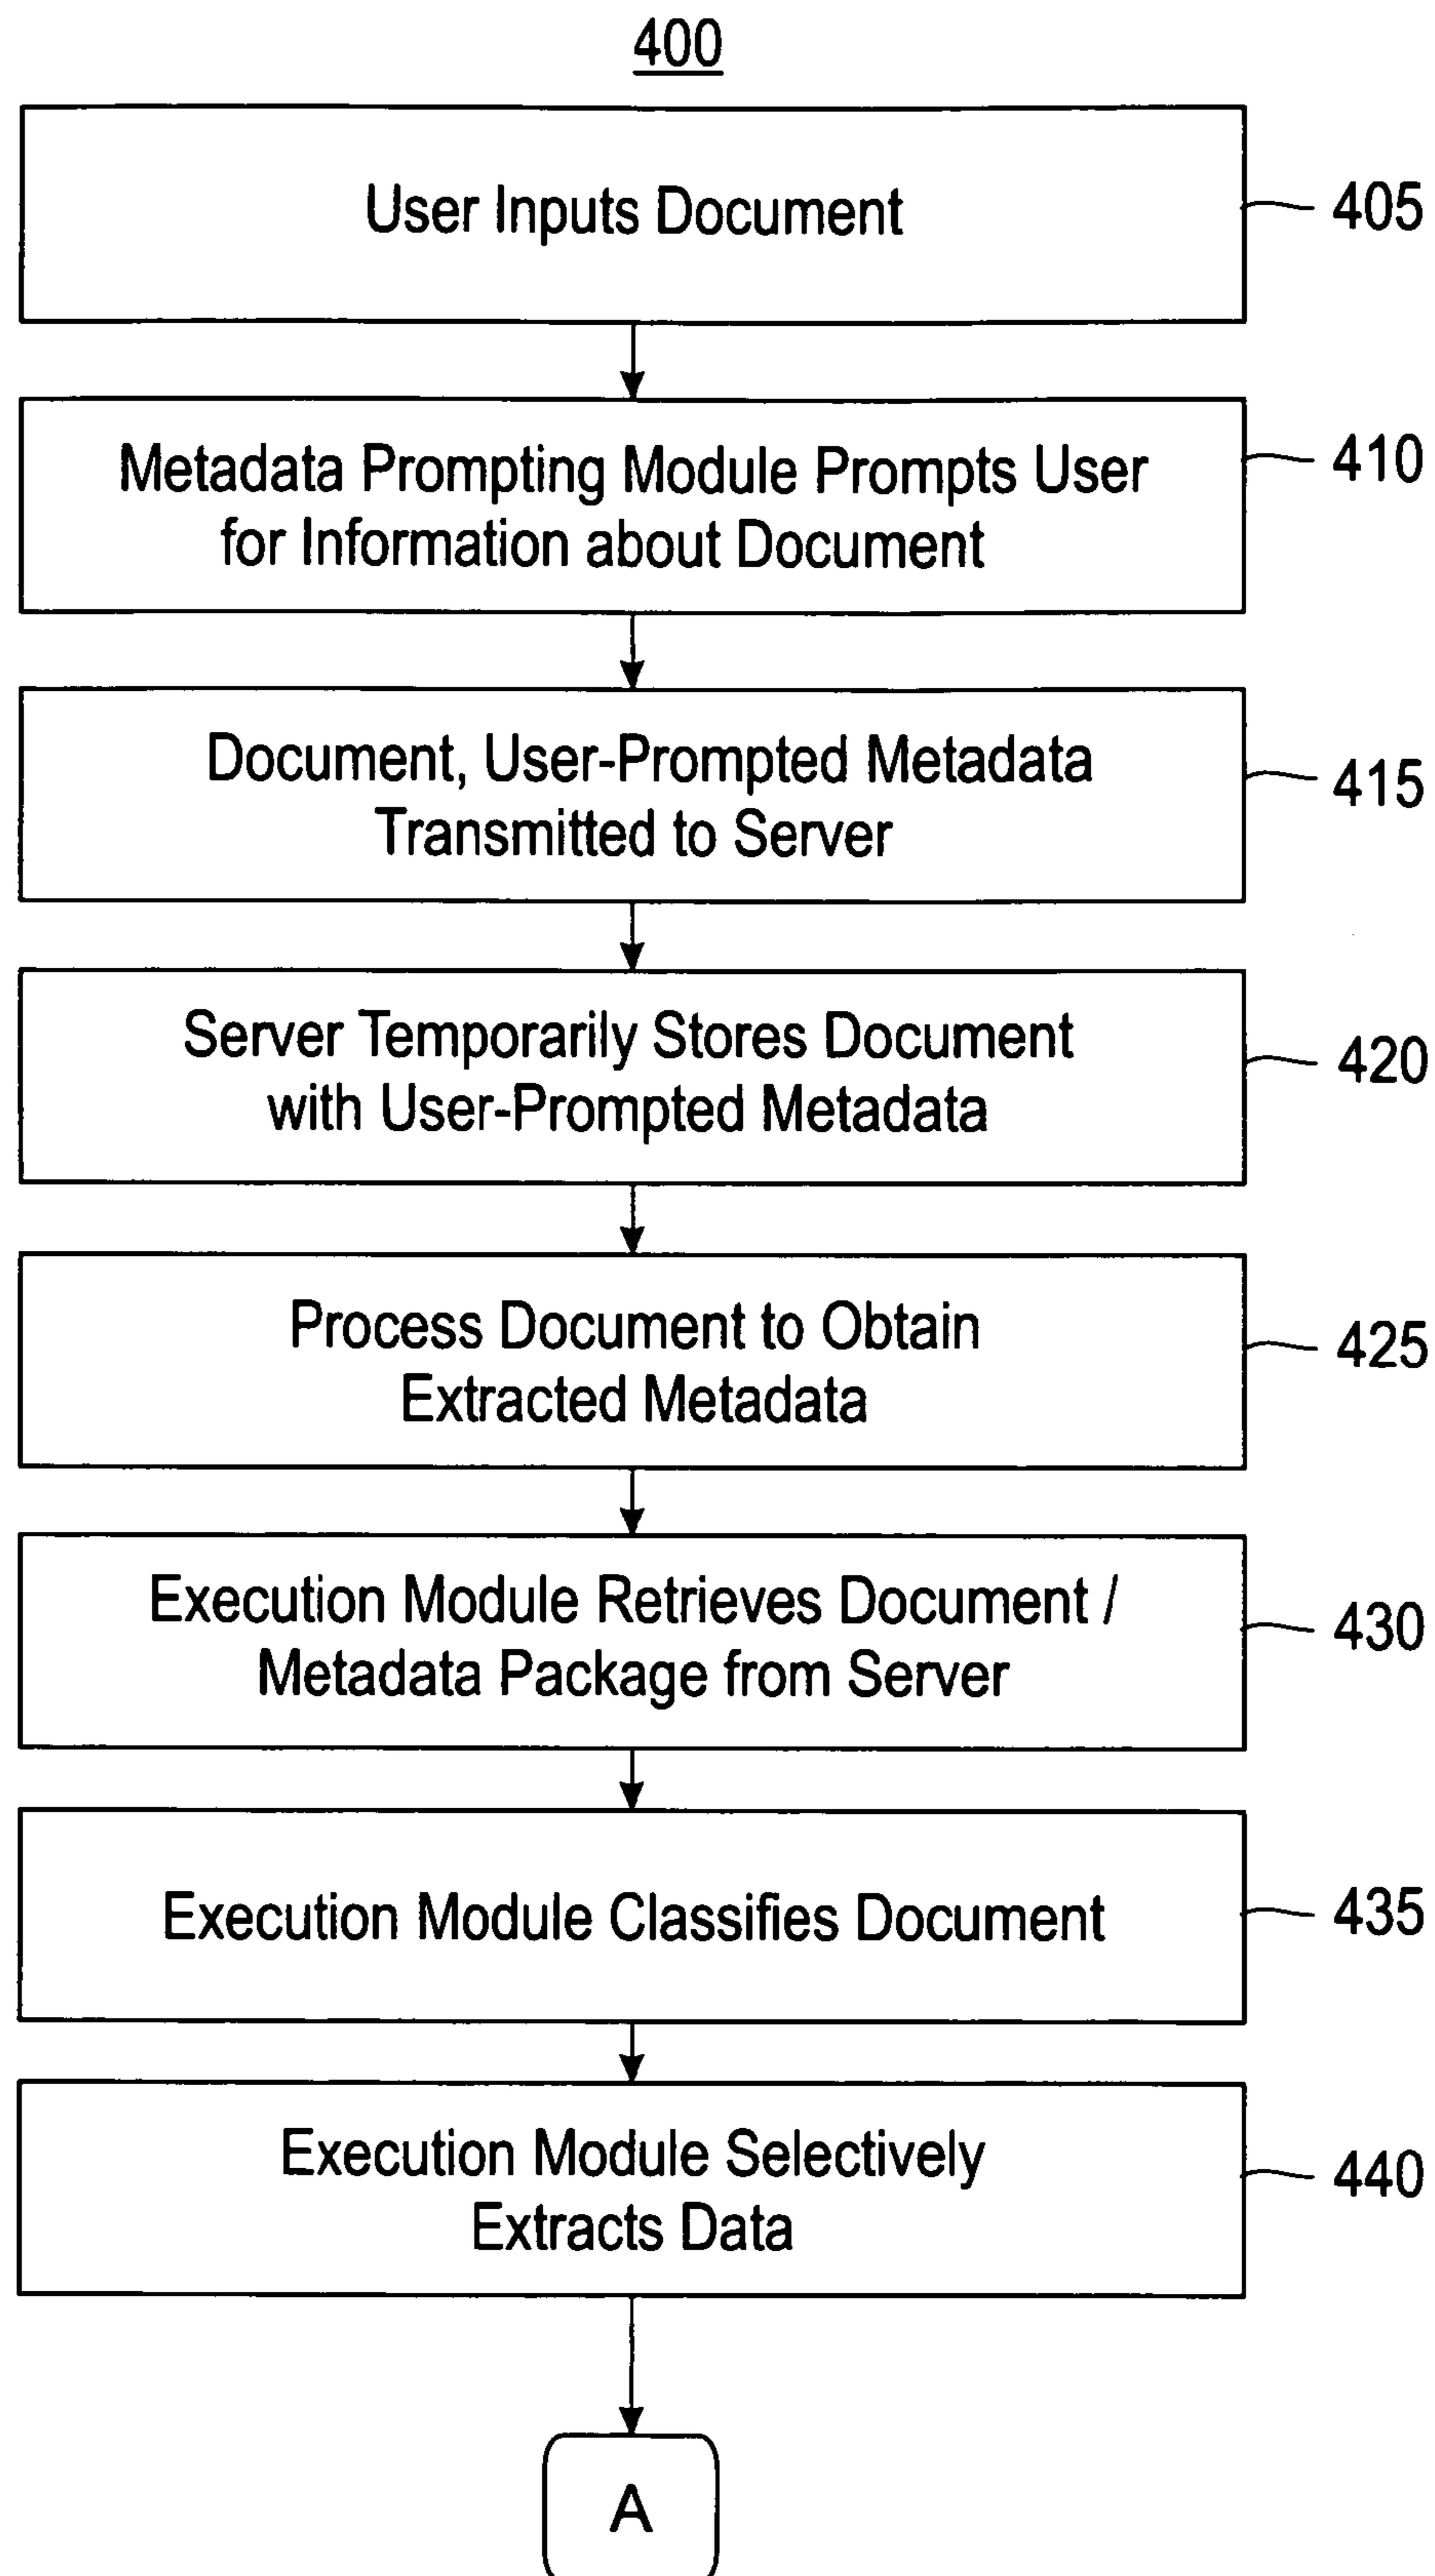 400
User Inputs Document
405
Metadata Prompting Module Prompts User
for Information about Document
410
Document, User-Prompted Metadata
Transmitted to Server
415
Server Temporarily Stores Document
with User-Prompted Metadata
420
Process Document to Obtain
Extracted Metadata
425
Execution Module Retrieves Document /
Metadata Package from Server
430
Execution Module Classifies Document
435
Execution Module Selectively
Extracts Data
440
A